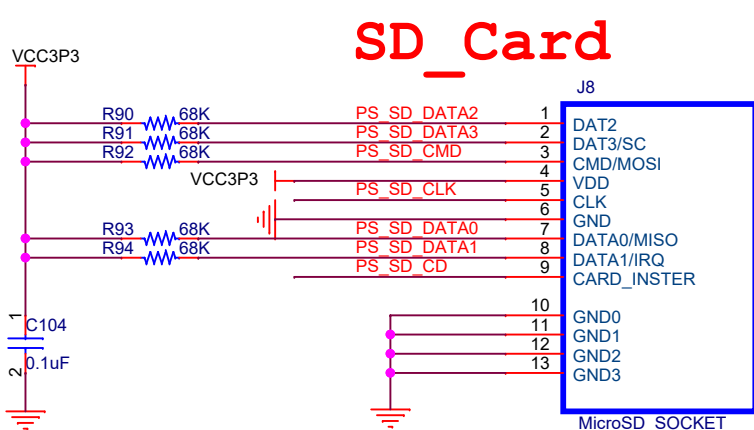 SD_Card
VCC3P3
J8
R90 68K PS_SD_DATA2 1 DAT2
R91 68K PS_SD_DATA3 2 DAT3/SC
R92 68K PS_SD_CMD 3 CMD/MOSI
VCC3P3 4 VDD
PS_SD_CLK 5 CLK
6 GND
R93 68K PS_SD_DATA0 7 DATA0/MISO
R94 68K PS_SD_DATA1 8 DATA1/IRQ
PS_SD_CD 9 CARD_INSTER
10 GND0
1 C104 11 GND1
12 GND2
2 0.1uF 13 GND3
MicroSD SOCKET